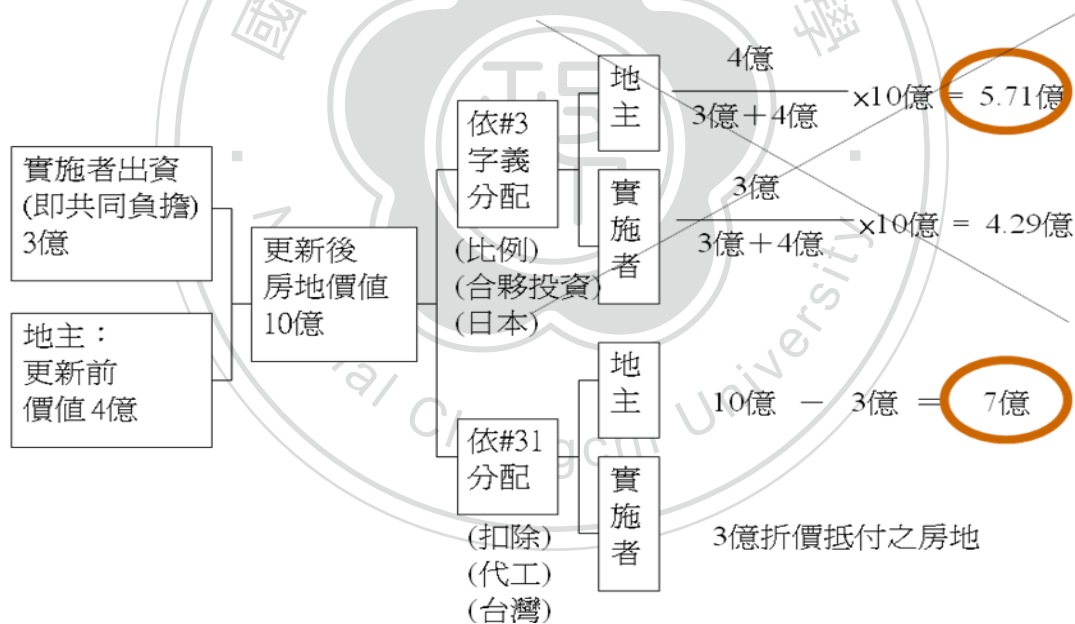 實施者出資
(即共同負擔)
3億
地主：
更新前
價值 4億
更新後
房地價值
10億
依#3
字義
分配
(比例)
(合夥投資)
(日本)
地
主
4億
3億＋4億
×10億 = 5.71億
實
施
者
3億
3億＋4億
×10億 = 4.29億
依#31
分配
(扣除)
(代工)
(台灣)
地
主
10億 － 3億 = 7億
實
施
者
3億折價抵付之房地
國
學
Chengchi University